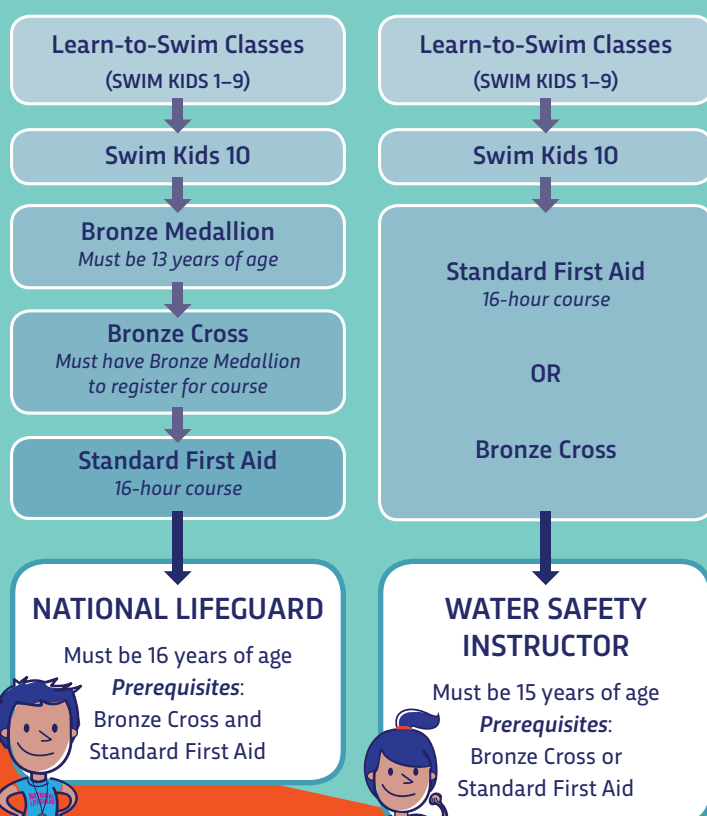 Learn-to-Swim Classes
(SWIM KIDS 1–9)
Swim Kids 10
Bronze Medallion
Must be 13 years of age
Bronze Cross
Must have Bronze Medallion
to register for course
Standard First Aid
16-hour course
NATIONAL LIFEGUARD
Must be 16 years of age
Prerequisites:
Bronze Cross and
Standard First Aid
NATIONAL
LIFEGUARD
Learn-to-Swim Classes
(SWIM KIDS 1–9)
Swim Kids 10
Standard First Aid
16-hour course
OR
Bronze Cross
WATER SAFETY
INSTRUCTOR
Must be 15 years of age
Prerequisites:
Bronze Cross or
Standard First Aid